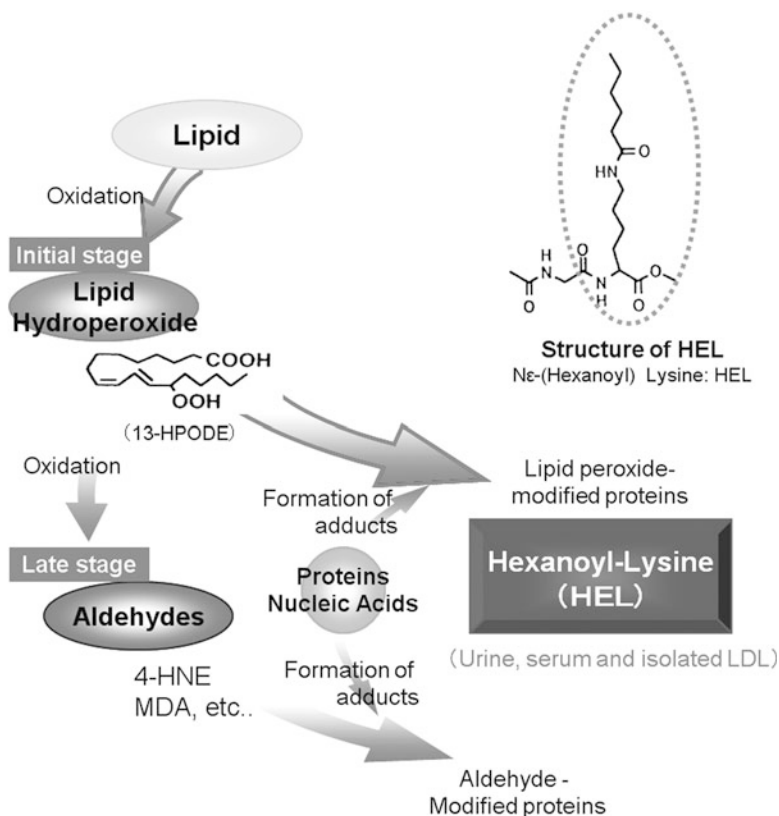 Lipid
Oxidation
Initial stage
Lipid
Hydroperoxide
COOH
OOH
(13-HPODE)
Oxidation
Late stage
Aldehydes
4-HNE
MDA, etc..
O
HN
H
N
O
O
N
H
O
O
Structure of HEL
Nε-(Hexanoyl) Lysine: HEL
Lipid peroxide-
modified proteins
Formation of
adducts
Proteins
Nucleic Acids
Hexanoyl-Lysine
(HEL)
(Urine, serum and isolated LDL)
Formation of
adducts
Aldehyde -
Modified proteins